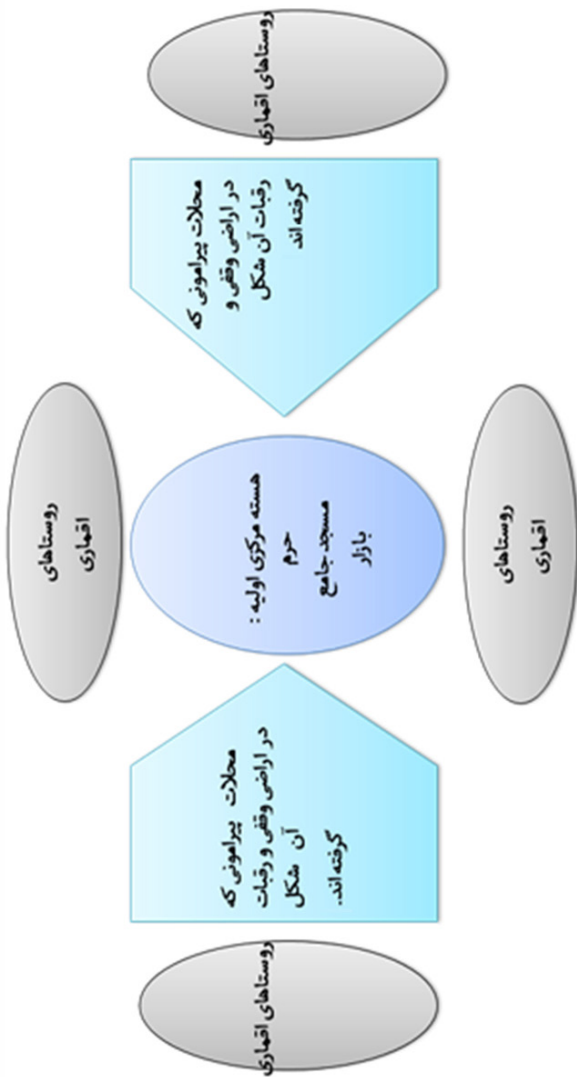 روستاهای
اقماری
روستاهای اقماری
محلات پیرامونی که
در اراضی وقفی و
رقبات آن شکل
گرفته اند
هسته مرکزی اولیه :
حرم
مسجد جامع
بازار
محلات پیرامونی که
در اراضی وقفی و رقبات
آن شکل
گرفته اند..
روستاهای اقماری
روستاهای
اقماری